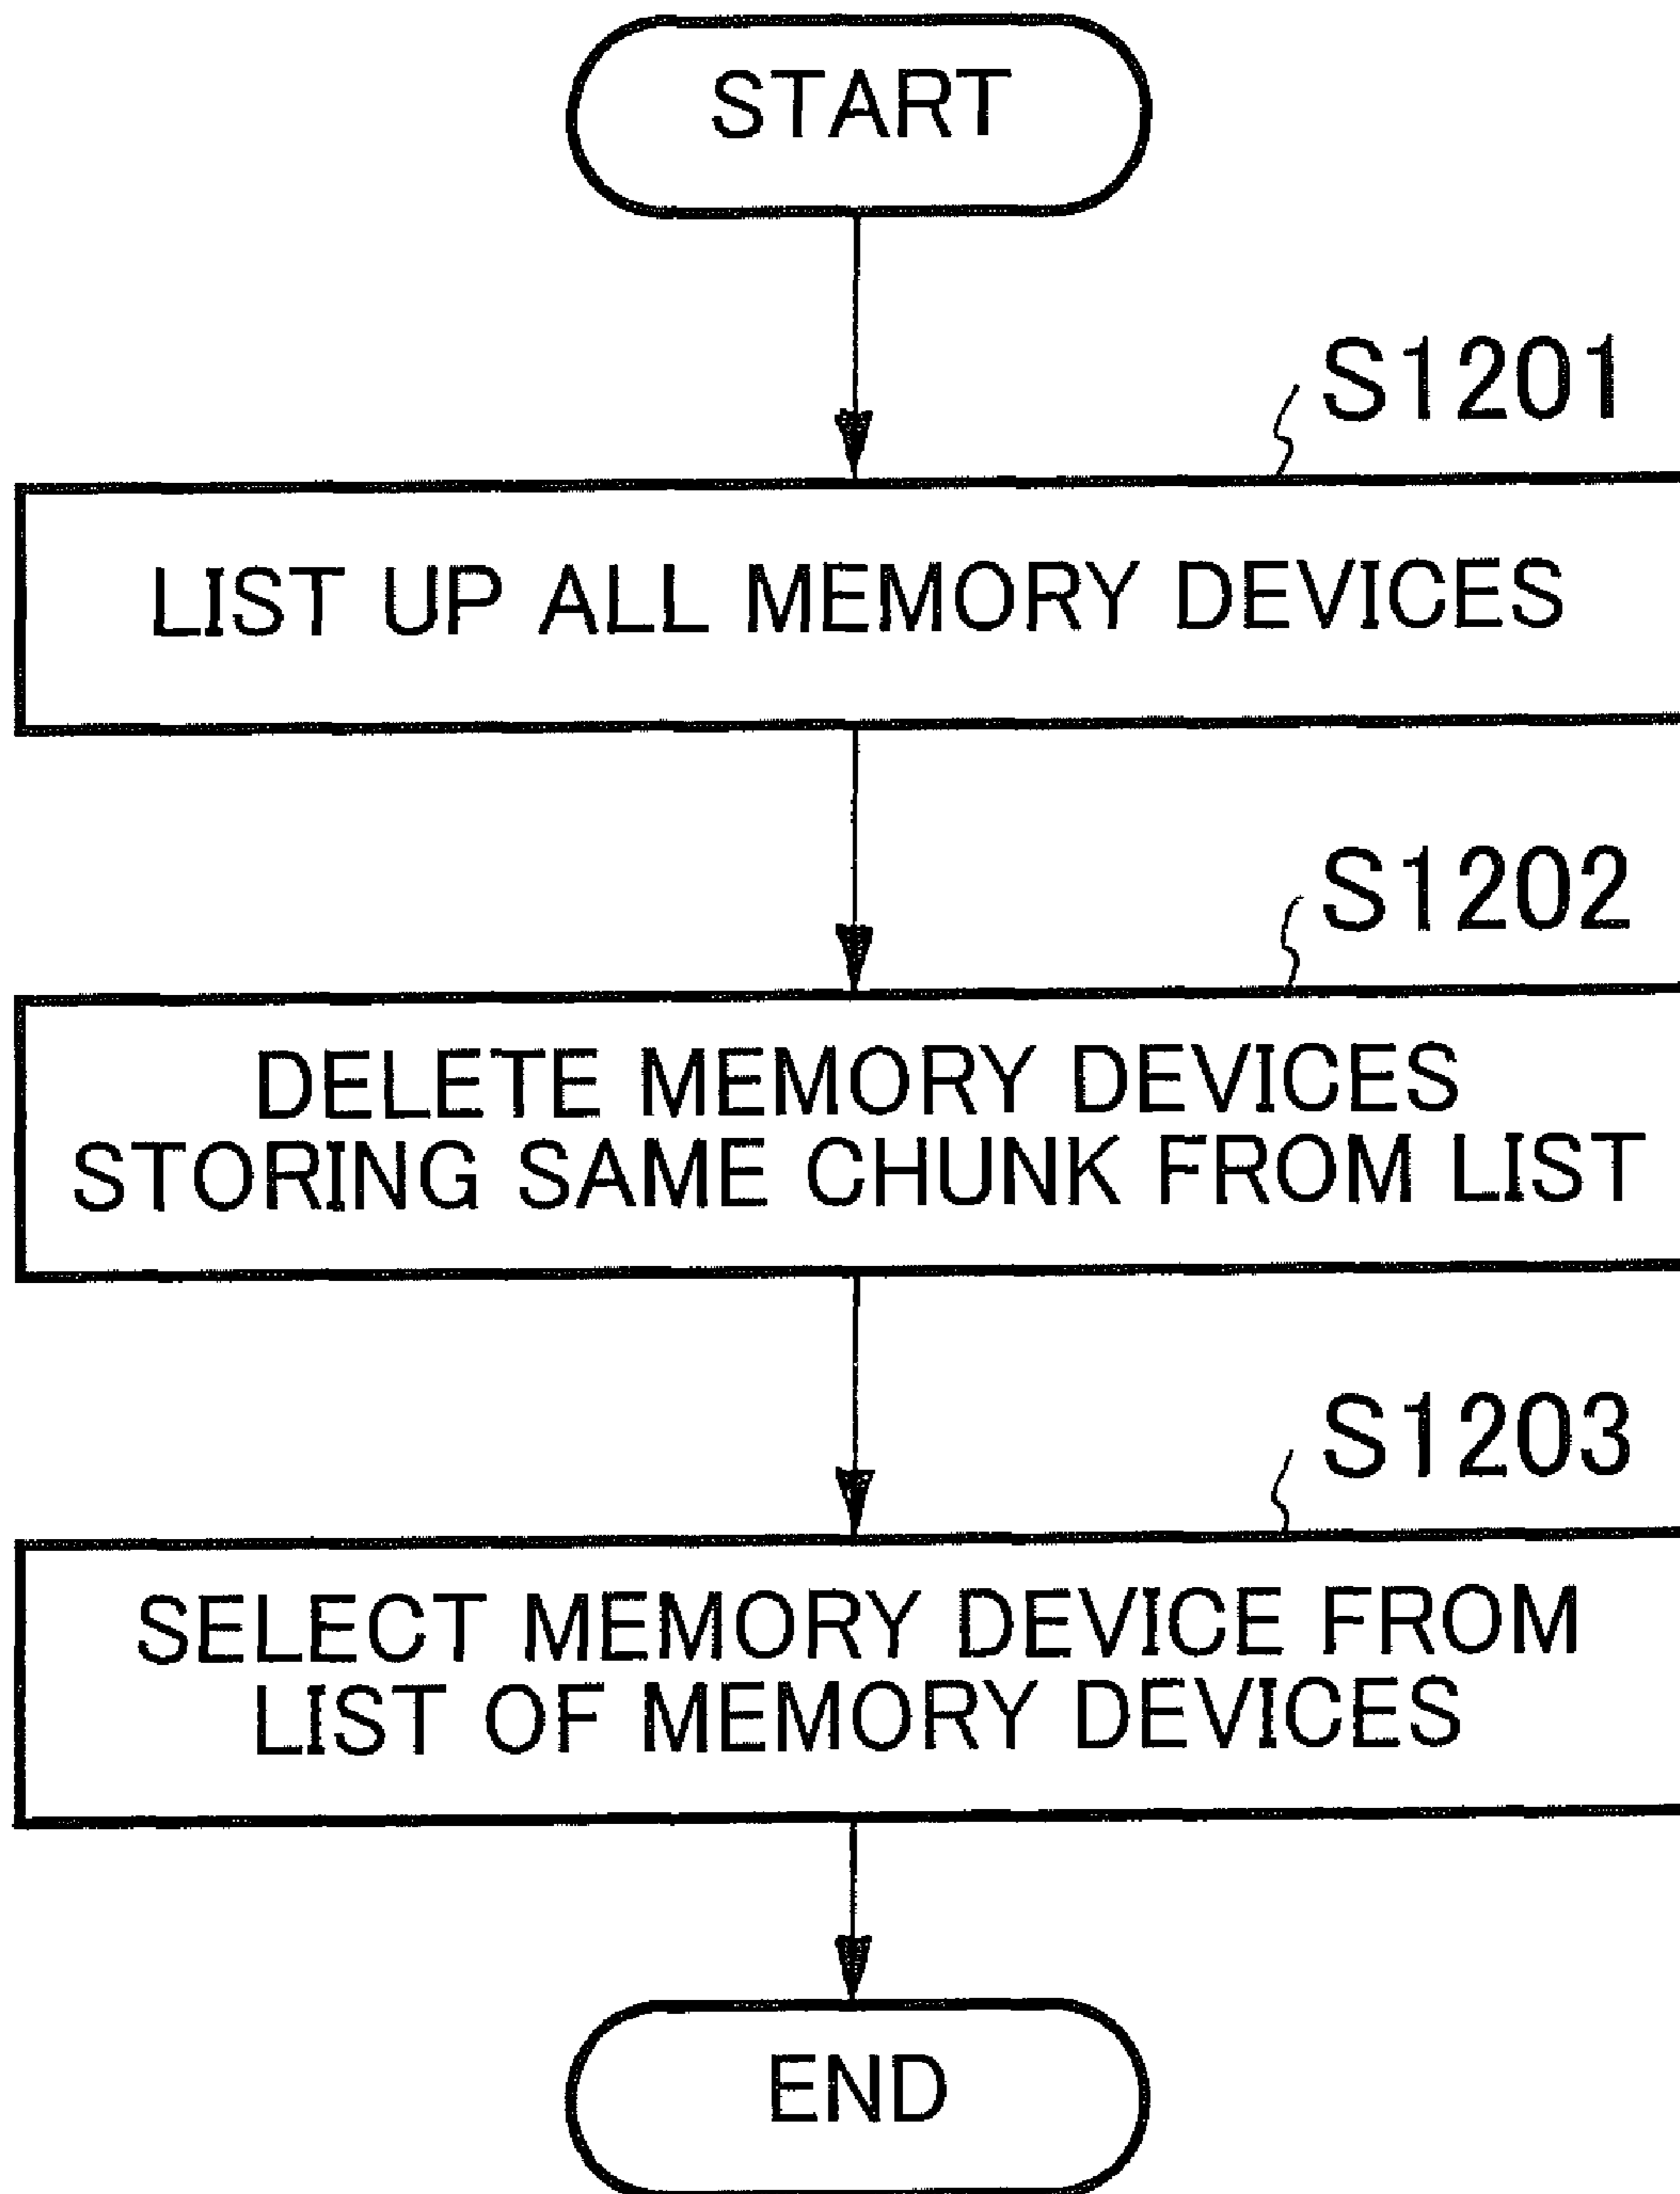 START
S1201
LIST UP ALL MEMORY DEVICES
S1202
DELETE MEMORY DEVICES
STORING SAME CHUNK FROM LIST
S1203
SELECT MEMORY DEVICE FROM
LIST OF MEMORY DEVICES
END